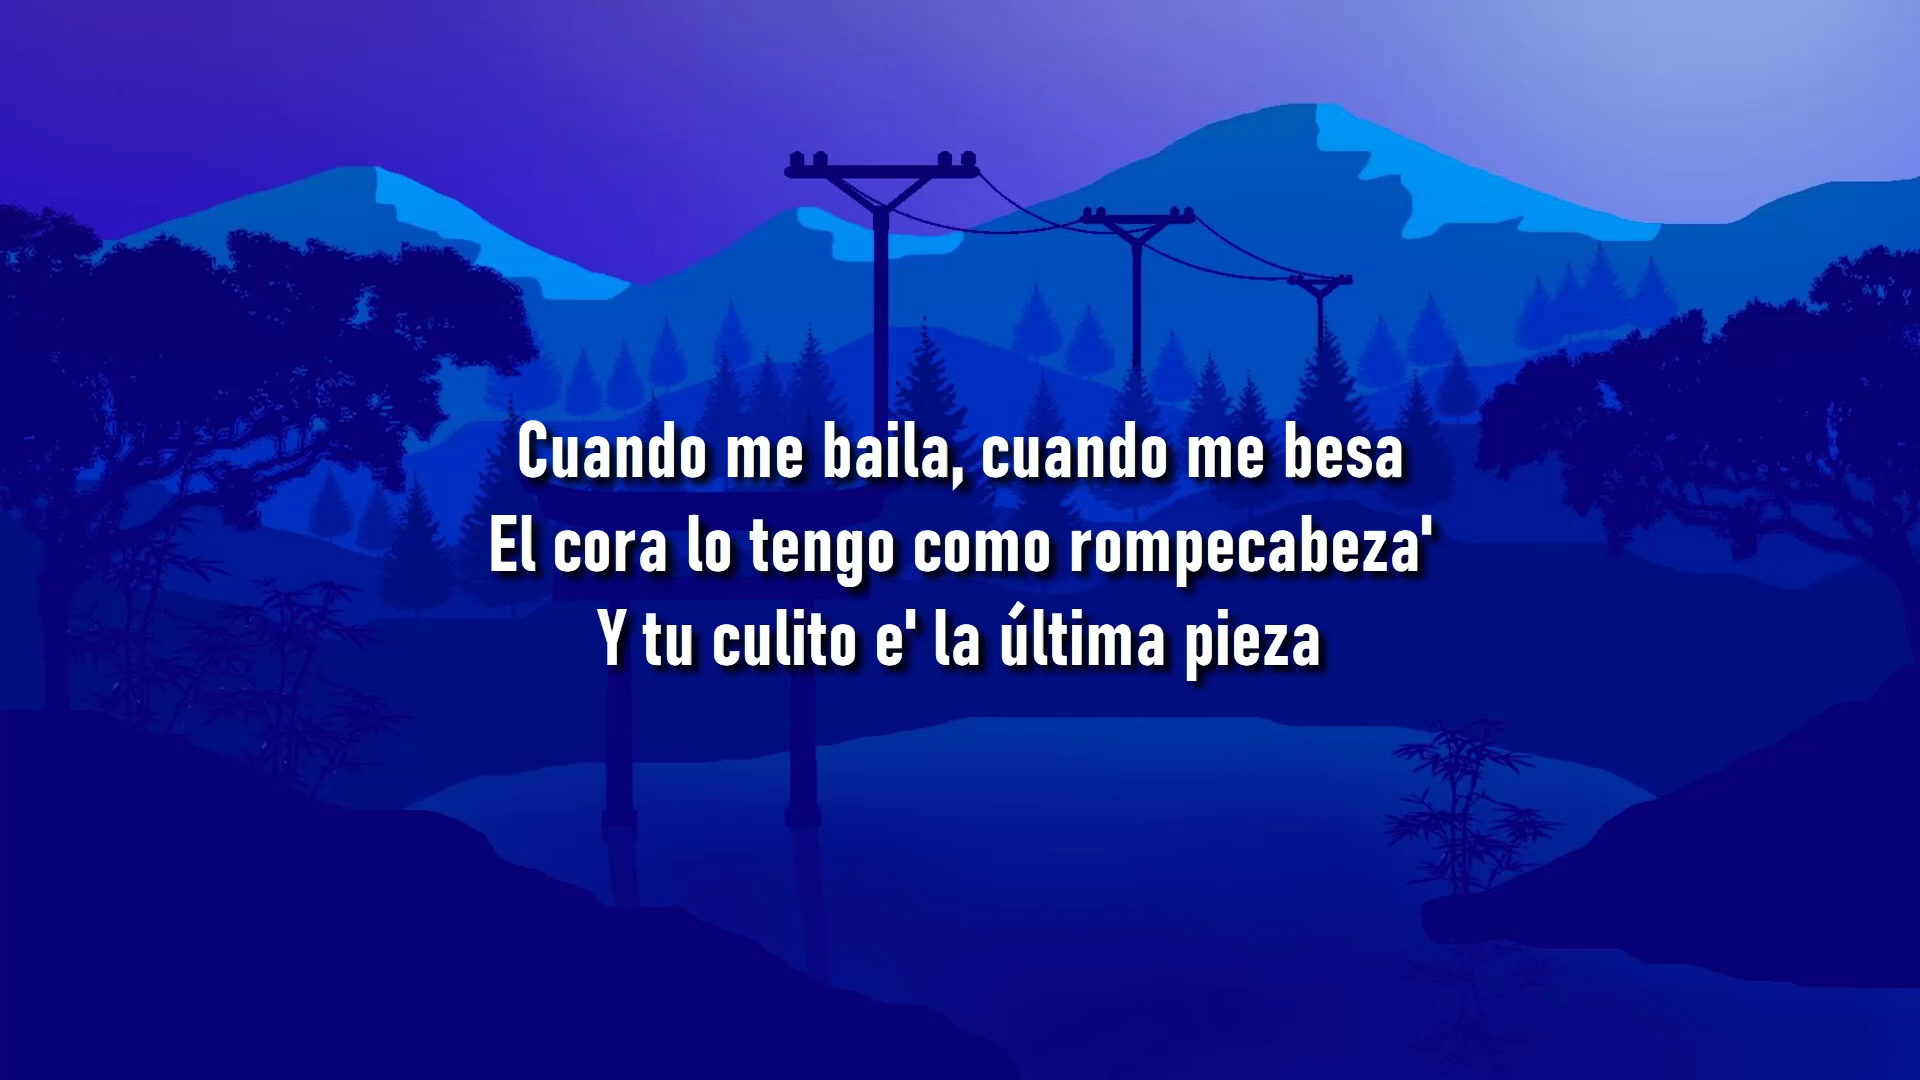 Cuando me baila, cuando me besa
El cora lo tengo como rompecabeza'
Y tu culito e' la última pieza